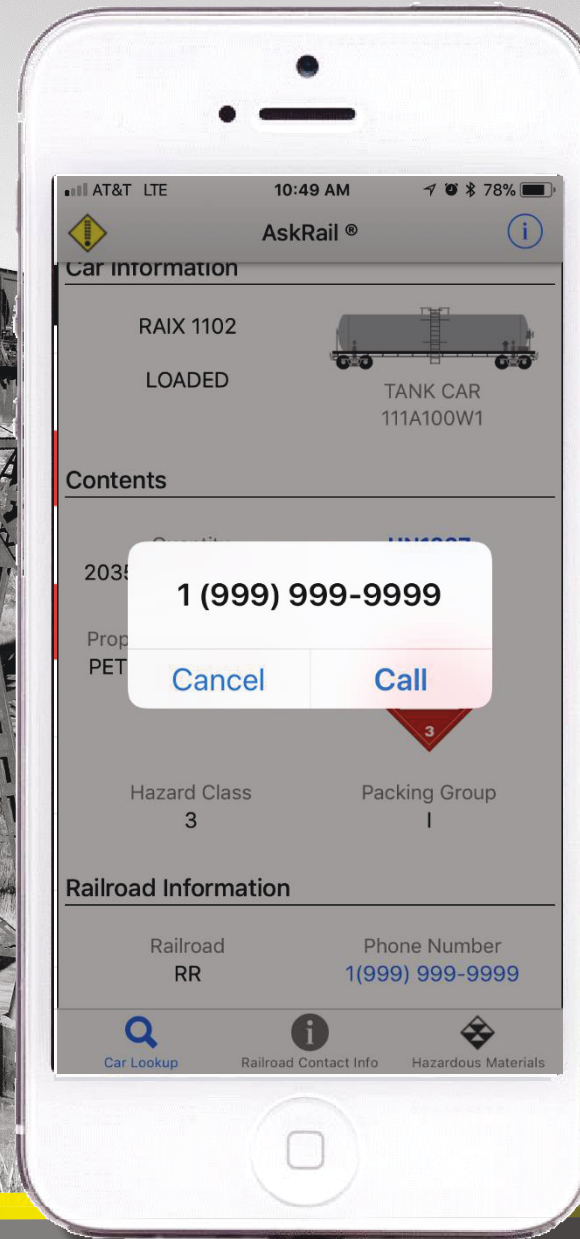 AT&T LTE 10:49 AM 78%
AskRail ®
Car Information
RAIX 1102
LOADED
TANK CAR
111A100W1
Contents
1 (999) 999-9999
Cancel Call
3
Hazard Class Packing Group
3 I
Railroad Information
Railroad Phone Number
RR 1(999) 999-9999
Car Lookup Railroad Contact Info Hazardous Materials